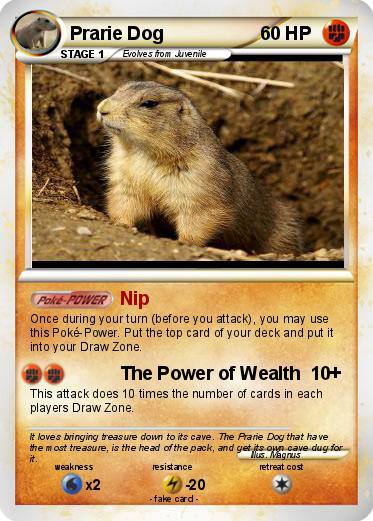 Prarie Dog 60 HP
STAGE 1 Evolves from Juvenile
Poké-POWER Nip
Once during your turn (before you attack), you may use
this Poké-Power. Put the top card of your deck and put it
into your Draw Zone.
The Power of Wealth 10+
This attack does 10 times the number of cards in each
players Draw Zone.
It loves bringing treasure down to its cave. The Prarie Dog that have
the most treasure, is the head of the pack, and get its own cave dug for
it.
Illus. Magnus
weakness resistance retreat cost
x2 -20
- fake card -